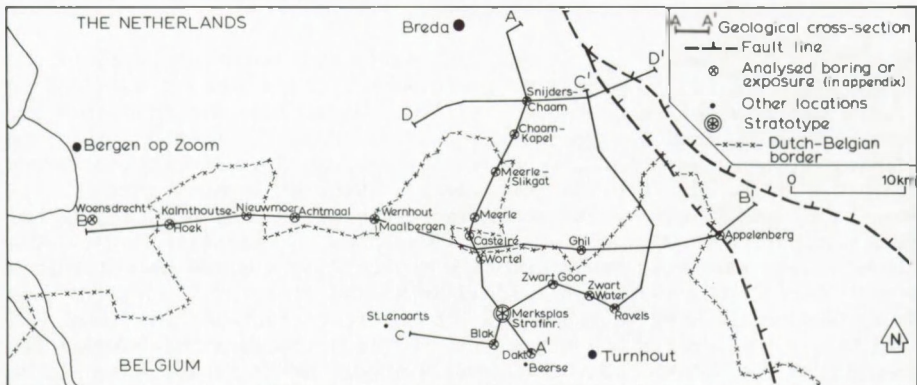 THE NETHERLANDS
Breda
A
A A' Geological cross-section
Fault line
Analysed boring or
exposure (in appendix)
Other locations
Stratotype
Dutch-Belgian
border
0 10km
D'
C'
Snijders-
Chaam
D
Chaam-
Kapel
Bergen op Zoom
Meerle-
Slikgat
B'
Woensdrecht
B
Kalmthoutse-
Hoek
Nieuwmoer
Achtmaal
Wernhout
Maalbergen
Meerle
Castelre
Wortel
Ghil
Appelenberg
Zwart Goor
Zwart
Water
Ravels
St.Lenaarts
C
Merksplas
Strafinr.
Blak
Dakt
A'
Beerse
Turnhout
BELGIUM
N